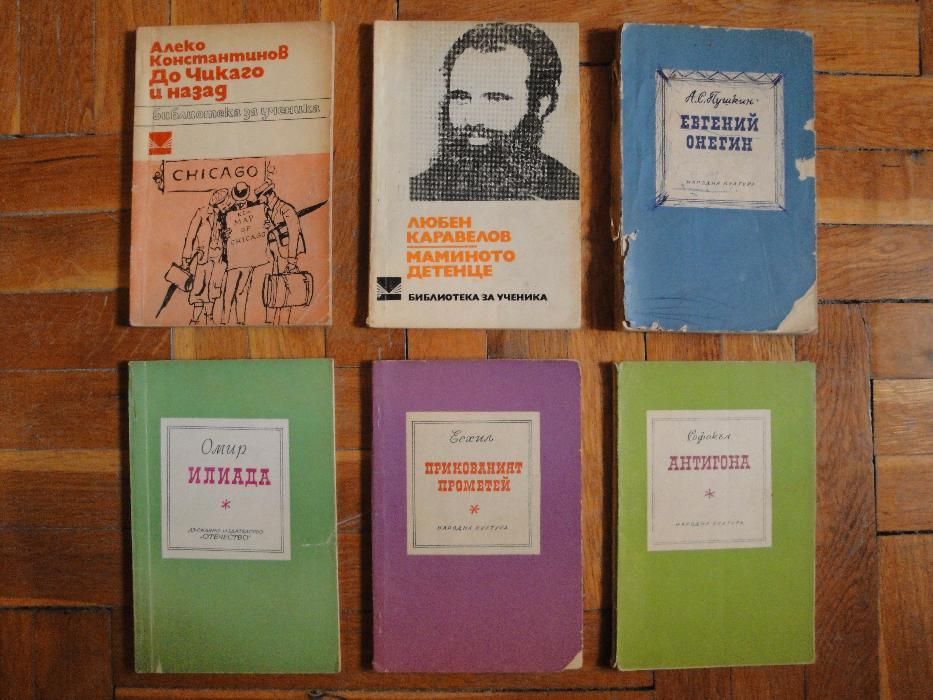 Алеко
Константинов
До Чикаго
и назад
библиотека за ученика
CHICAGO
MAP
OF
CHICAGO
ЛЮБЕН
КАРАВЕЛОВ
МАМИНОТО
ДЕТЕНЦЕ
БИБЛИОТЕКА ЗА УЧЕНИКА
А. С. Пушкин
ЕВГЕНИЙ
ОНЕГИН
НАРОДНА КУЛТУРА
Омир
ИЛИАДА
*
ДЪРЖАВНО ИЗДАТЕЛСТВО
"ОТЕЧЕСТВО"
Есхил
ПРИКОВАНИЯТ
ПРОМЕТЕЙ
*
НАРОДНА КУЛТУРА
Софокъл
АНТИГОНА
*
НАРОДНА КУЛТУРА